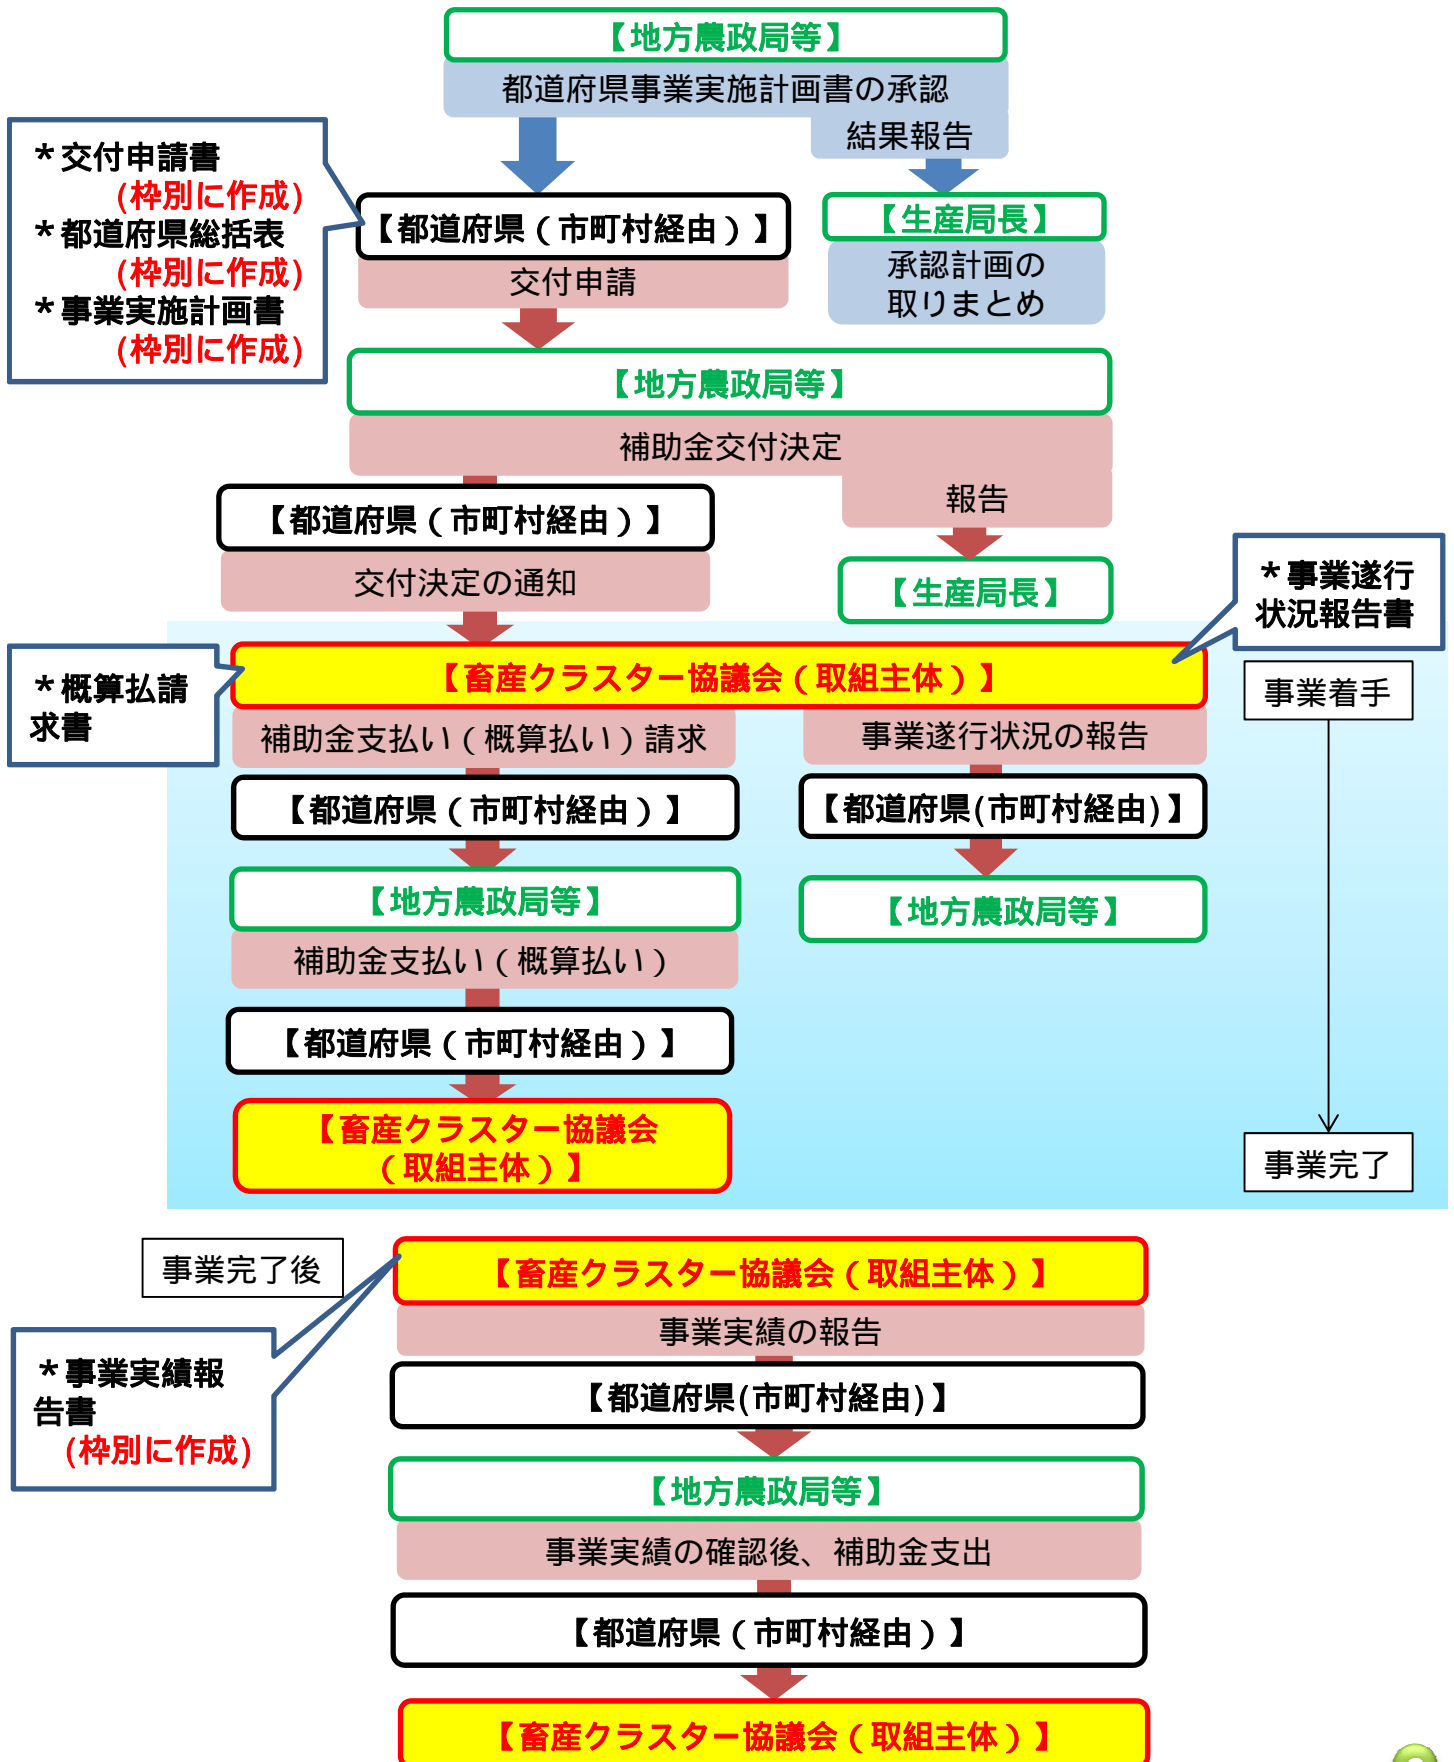 【地方農政局等】
都道府県事業実施計画書の承認
結果報告
＊交付申請書
(枠別に作成)
＊都道府県総括表
(枠別に作成)
＊事業実施計画書
(枠別に作成)
【都道府県（市町村経由）】
交付申請
【生産局長】
承認計画の
取りまとめ
【地方農政局等】
補助金交付決定
報告
【都道府県（市町村経由）】
交付決定の通知
【生産局長】
＊事業遂行
状況報告書
＊概算払請
求書
【畜産クラスター協議会（取組主体）】
事業着手
補助金支払い（概算払い）請求
事業遂行状況の報告
【都道府県（市町村経由）】
【都道府県(市町村経由)】
【地方農政局等】
【地方農政局等】
補助金支払い（概算払い）
【都道府県（市町村経由）】
【畜産クラスター協議会
（取組主体）】
事業完了
事業完了後
【畜産クラスター協議会（取組主体）】
事業実績の報告
＊事業実績報
告書
(枠別に作成)
【都道府県(市町村経由)】
【地方農政局等】
事業実績の確認後、補助金支出
【都道府県（市町村経由）】
【畜産クラスター協議会（取組主体）】